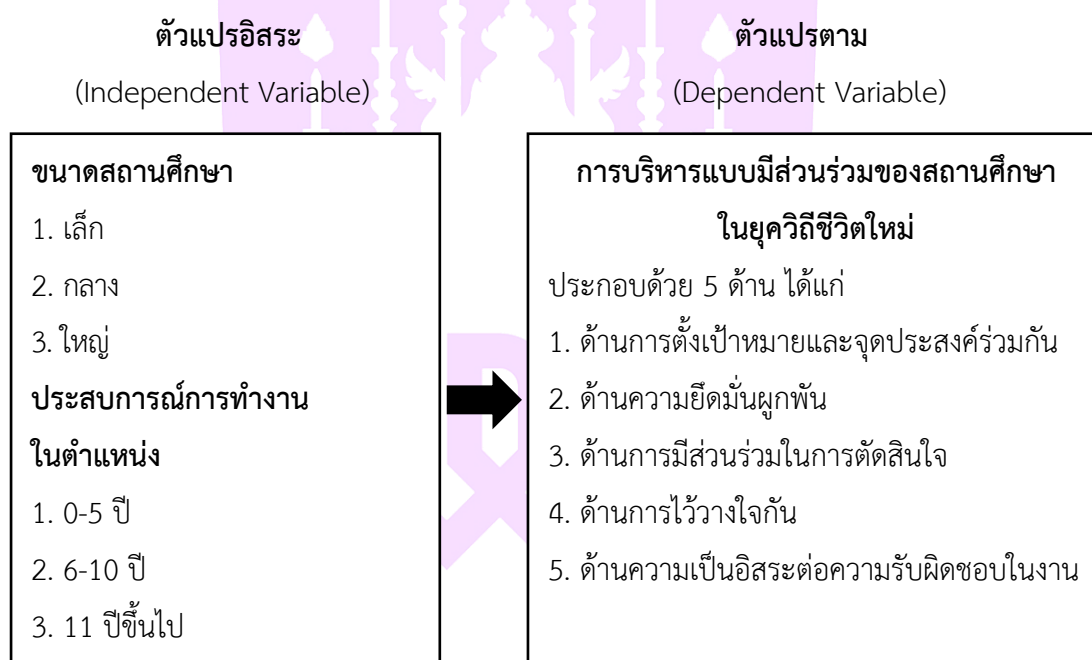 ตัวแปรอิสระ
(Independent Variable)
ขนาดสถานศึกษา
1. เล็ก
2. กลาง
3. ใหญ่
ประสบการณ์การทำงาน
ในตำแหน่ง
1. 0-5 ปี
2. 6-10 ปี
3. 11 ปีขึ้นไป
ตัวแปรตาม
(Dependent Variable)
การบริหารแบบมีส่วนร่วมของสถานศึกษา
ในยุควิถีชีวิตใหม่
ประกอบด้วย 5 ด้าน ได้แก่
1. ด้านการตั้งเป้าหมายและจุดประสงค์ร่วมกัน
2. ด้านความยึดมั่นผูกพัน
3. ด้านการมีส่วนร่วมในการตัดสินใจ
4. ด้านการไว้วางใจกัน
5. ด้านความเป็นอิสระต่อความรับผิดชอบในงาน